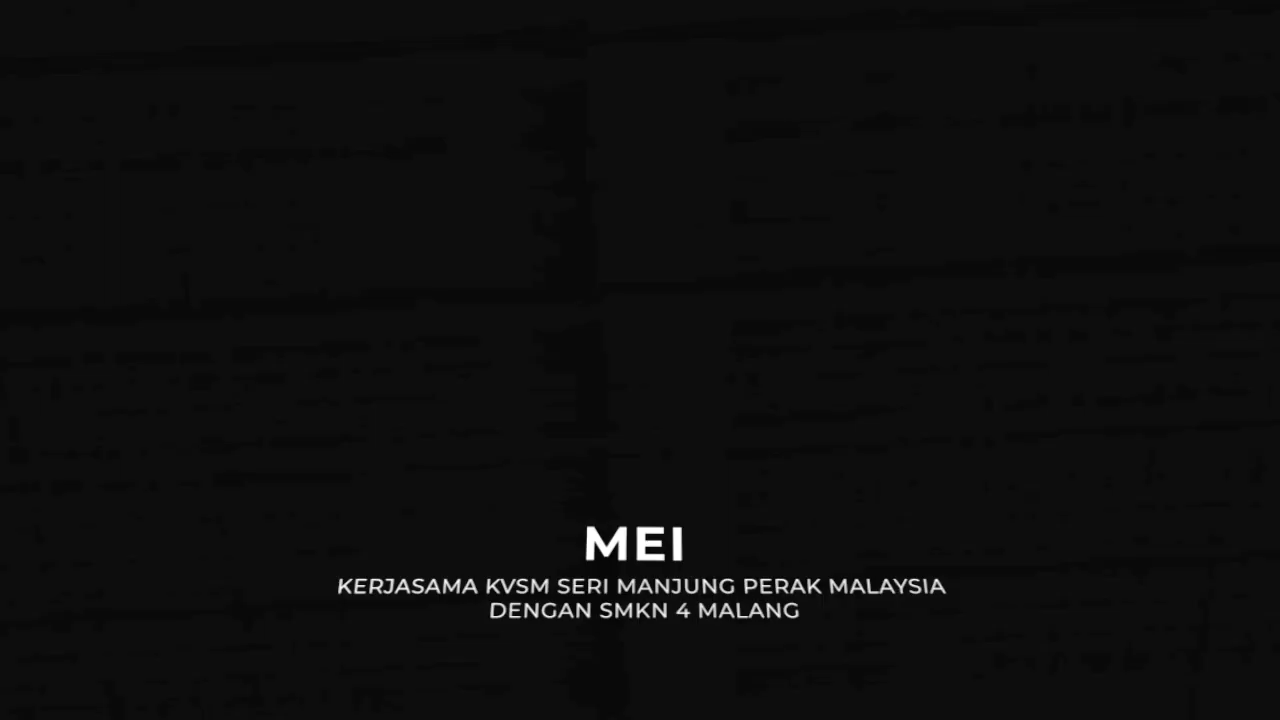 MEI
KERJASAMA KVSM SERI MANJUNG PERAK MALAYSIA
DENGAN SMKN 4 MALANG